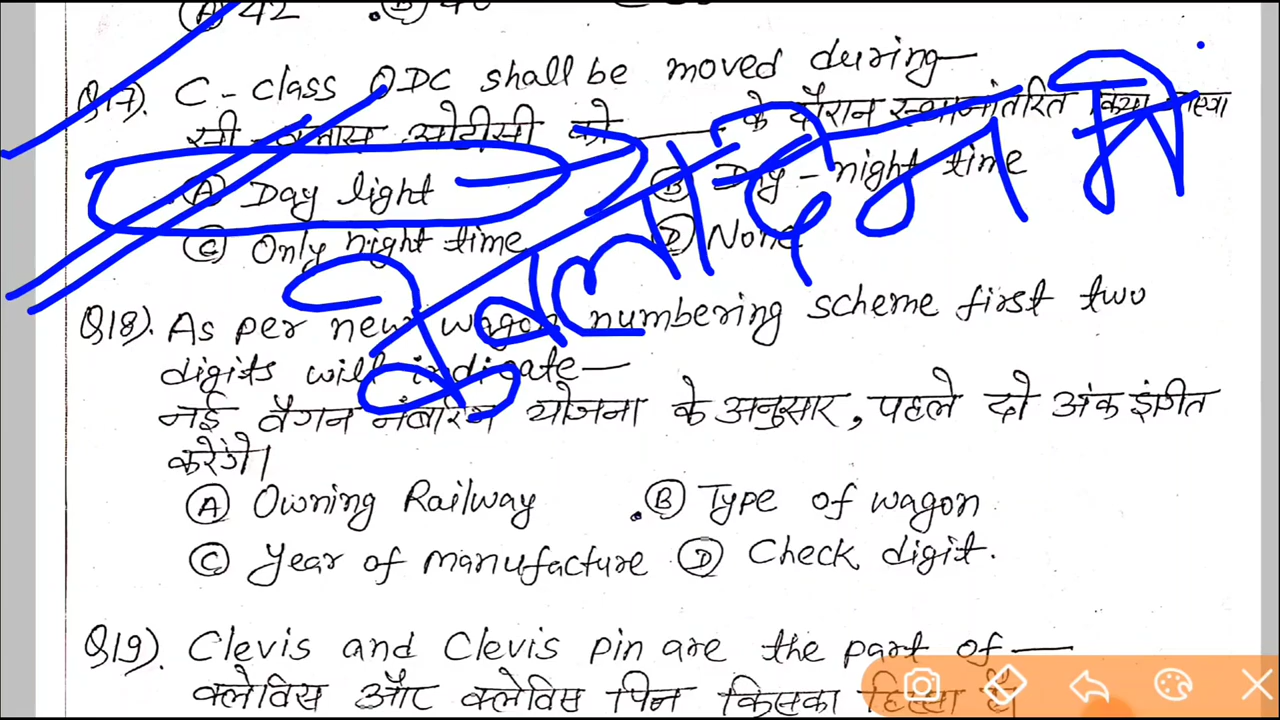 (A) 42 (B) 40
Q17). C-class ODC shall be moved during—
सी क्लास ओडीसी को ______ के दौरान स्थानांतरित किया
(A) Day light (B) Day-night time
(C) Only night time (D) None
Q18). As per new wagon numbering scheme first two
digits will indicate—
नई वैगन नंबरिंग योजना के अनुसार, पहले दो अंक इंगित
करेंगे।
(A) Owning Railway (B) Type of wagon
(C) Year of manufacture (D) Check digit.
Q19). Clevis and Clevis pin are the part of—
क्लेविस और क्लेविस पिन किसका हिस्सा है